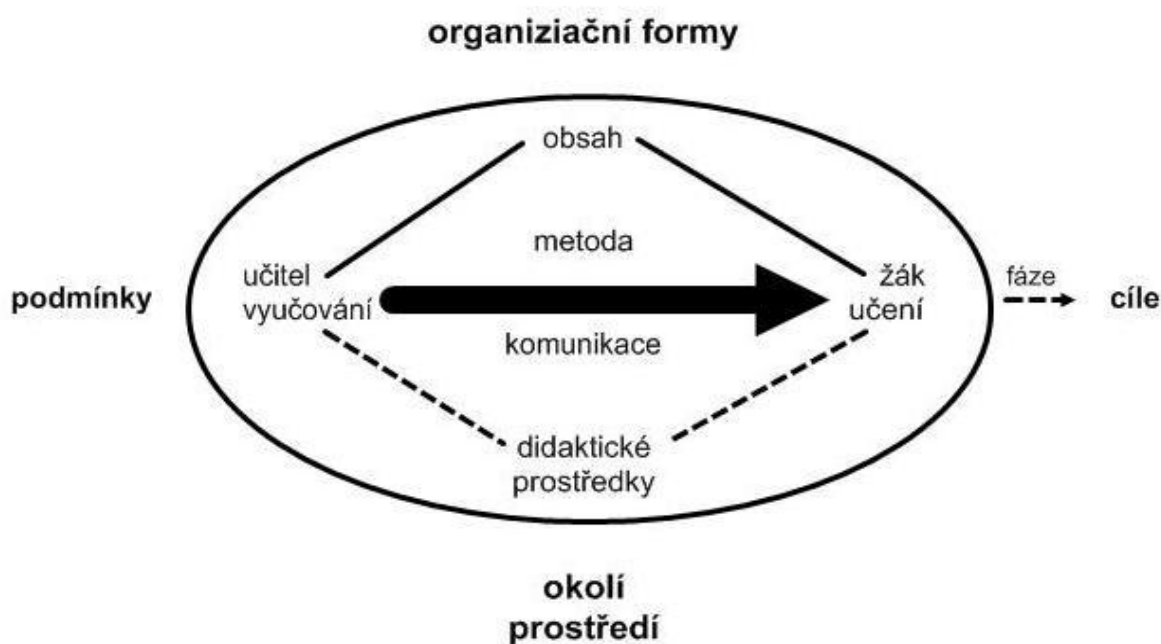 organiziační formy
obsah
metoda
učitel
vyučování
žák
učení
fáze
podmínky
cíle
komunikace
didaktické
prostředky
okolí
prostředí